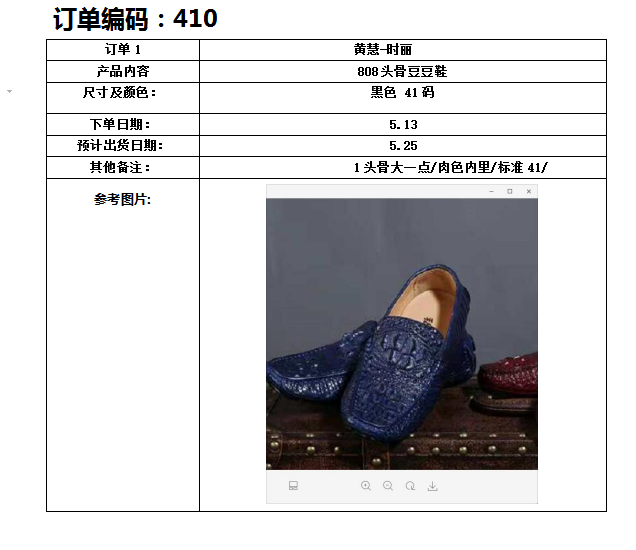 订单编码：410
订单 1 黄慧-时丽
产品内容 808 头骨豆豆鞋
尺寸及颜色： 黑色 41 码
下单日期： 5.13
预计出货日期： 5.25
其他备注： 1 头骨大一点/肉色内里/标准 41/
参考图片: